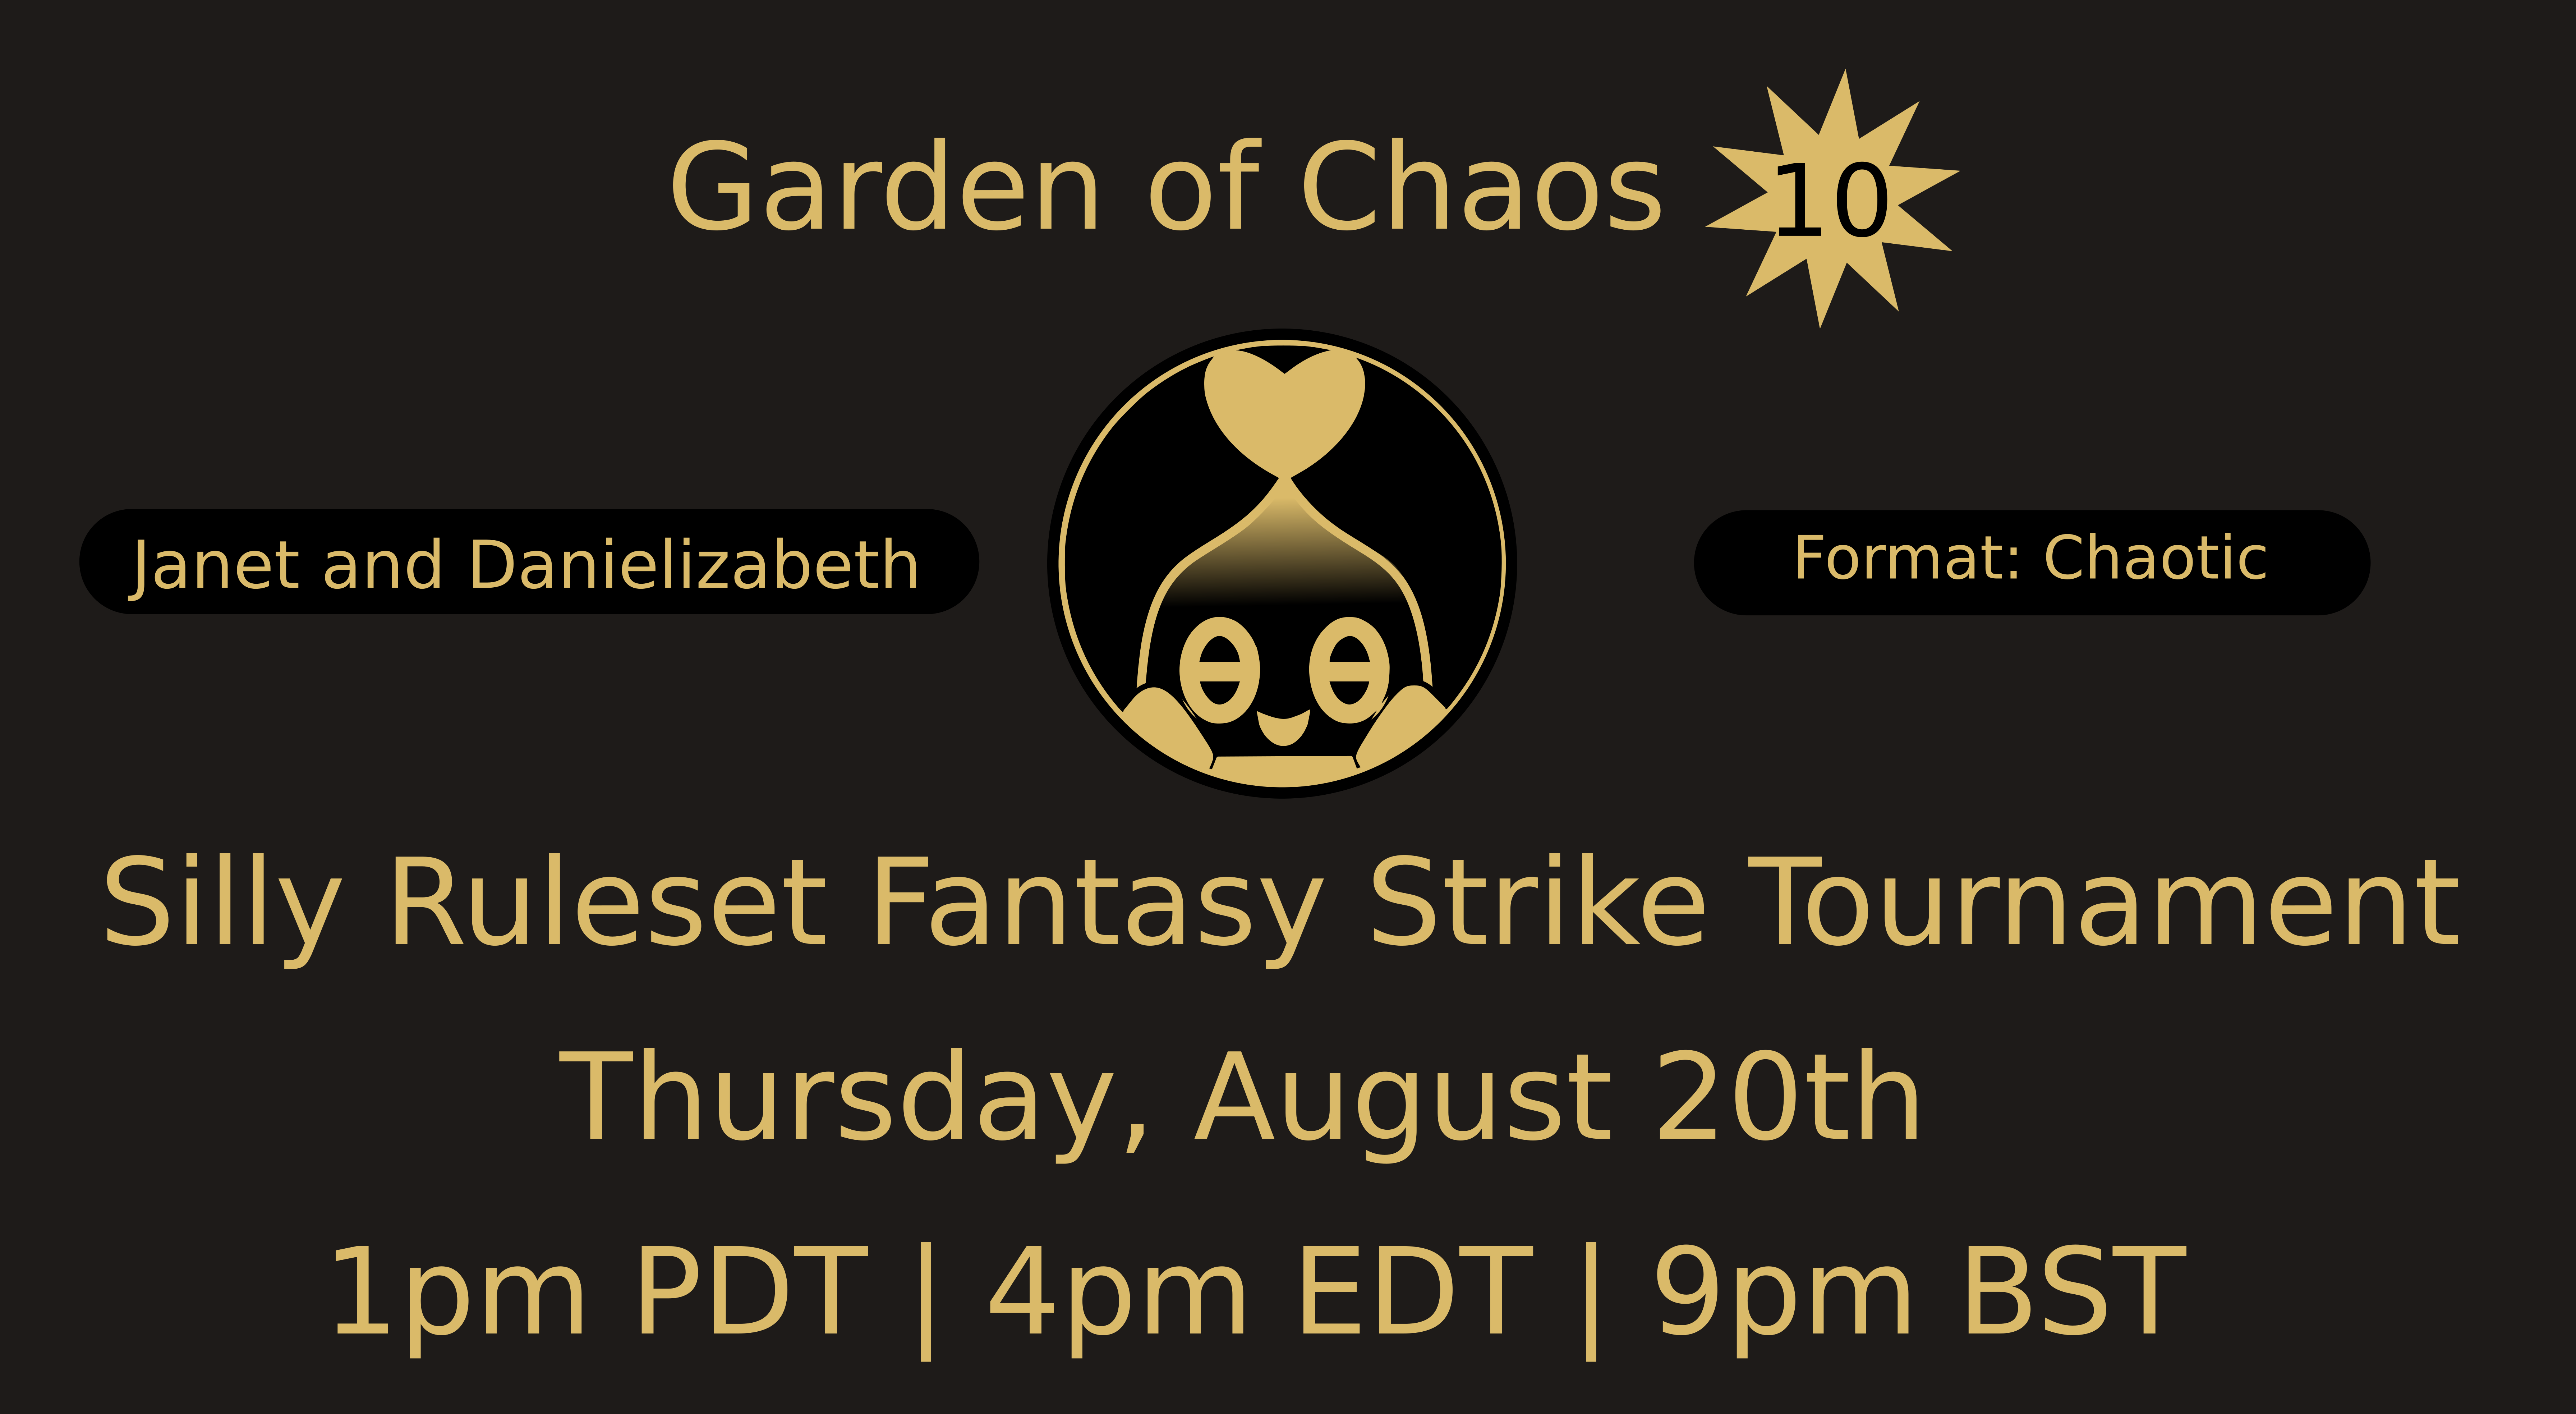 Garden of Chaos 10
Janet and Danielizabeth
Format: Chaotic
Silly Ruleset Fantasy Strike Tournament
Thursday, August 20th
1pm PDT | 4pm EDT | 9pm BST